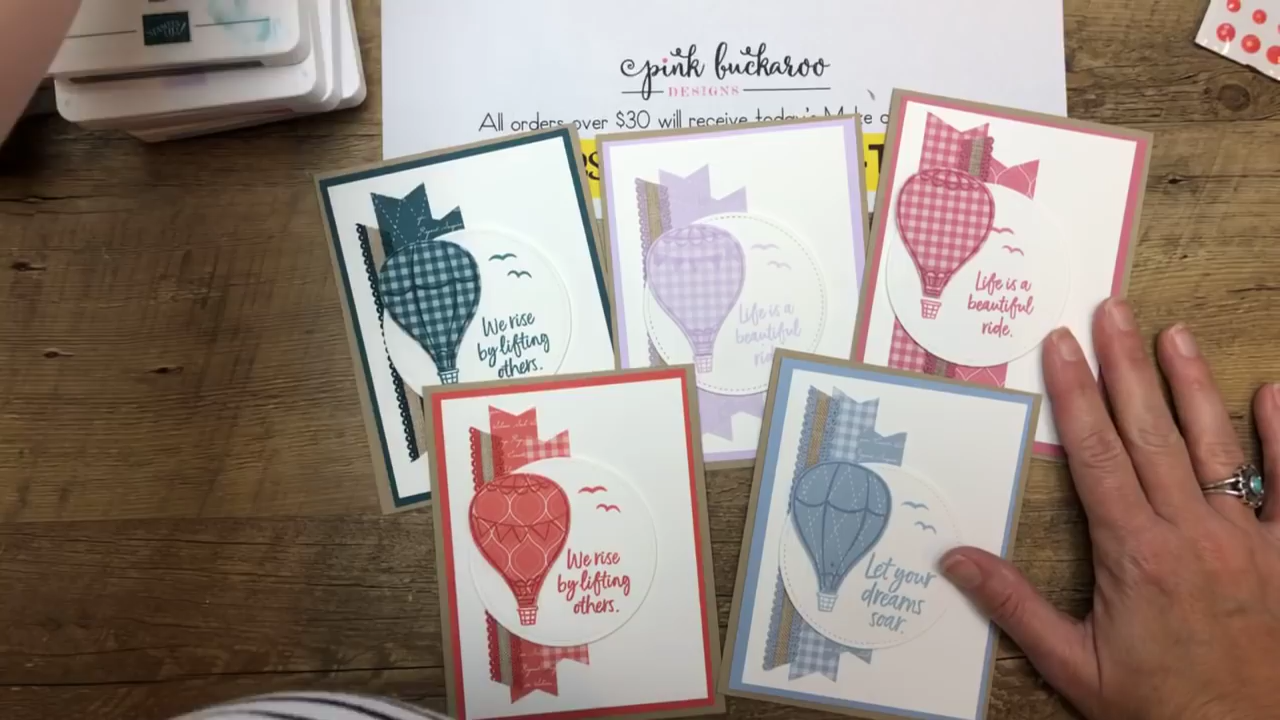 pink buckaroo
DESIGNS
All orders over $30 will receive today's Make
We rise
by lifting
others.
Life is a
beautiful
Life is a
beautiful
ride.
We rise
by lifting
others.
Let your
dreams
soar.